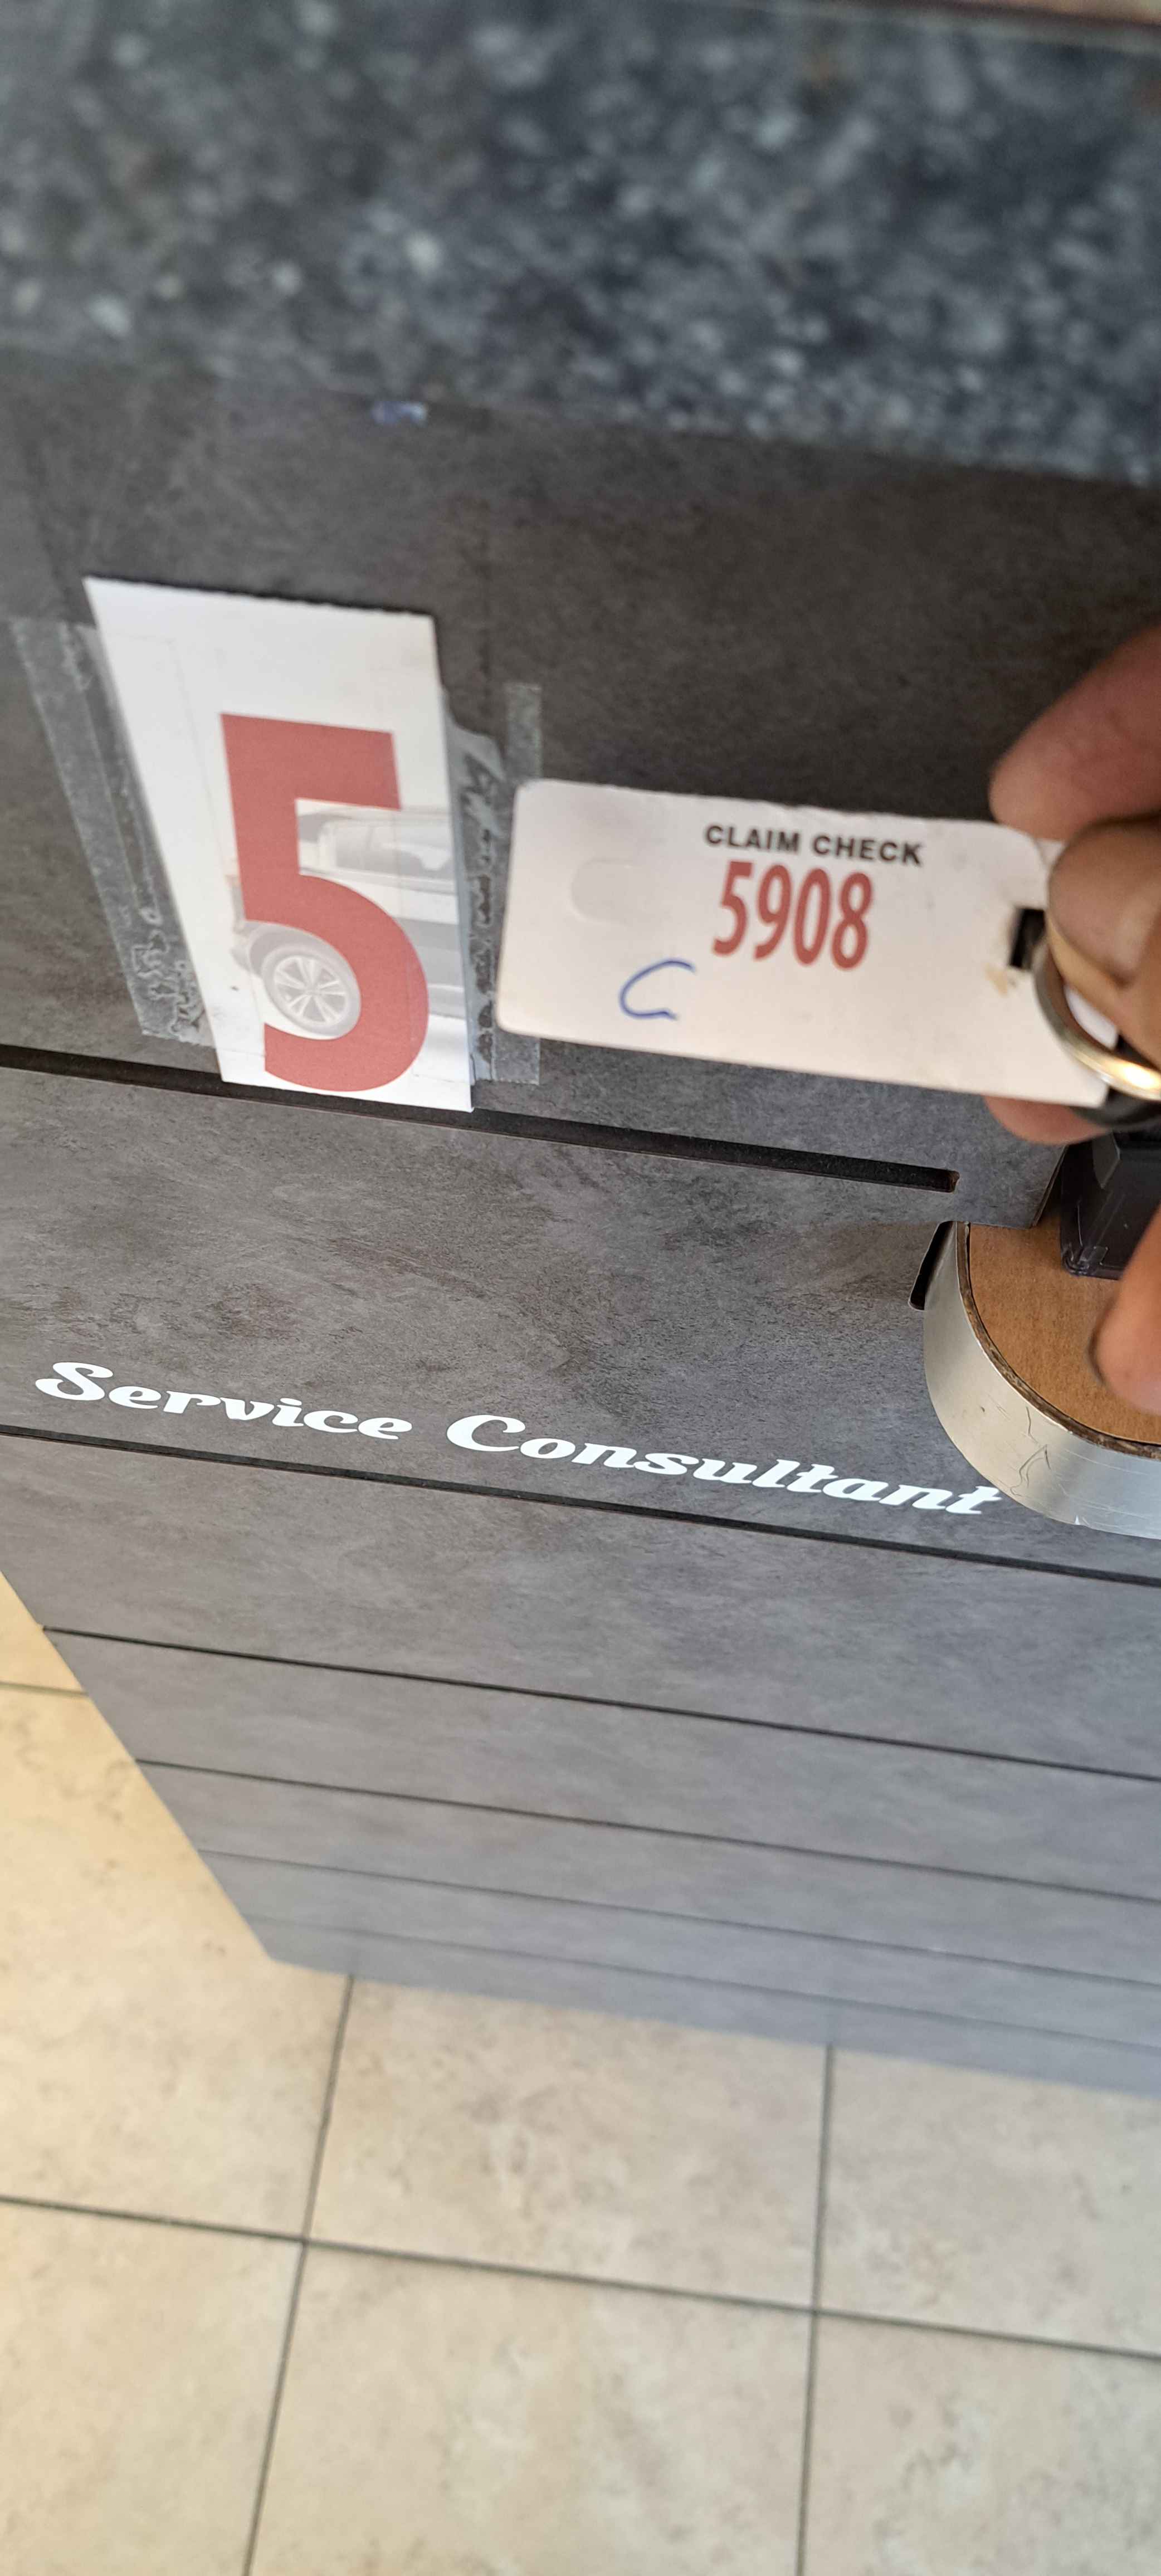 5
CLAIM CHECK
5908
C
Service Consultant